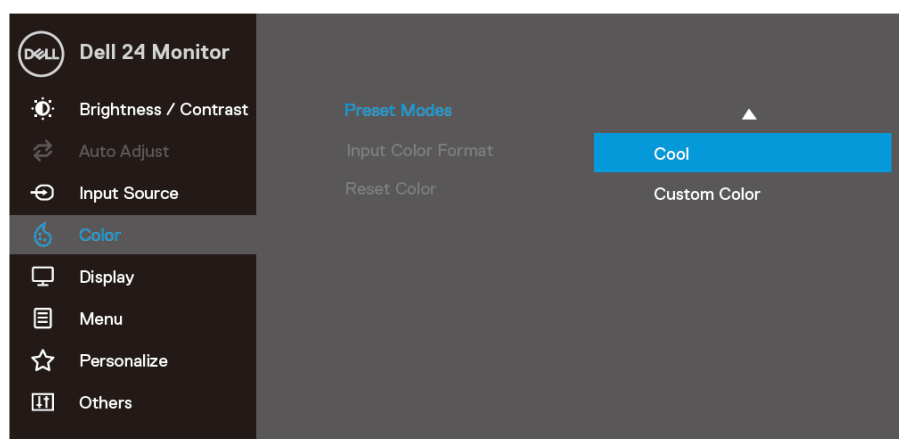 DELL Dell 24 Monitor
Brightness / Contrast
Auto Adjust
Input Source
Color
Display
Menu
Personalize
Others
Preset Modes
Input Color Format
Reset Color
Cool
Custom Color